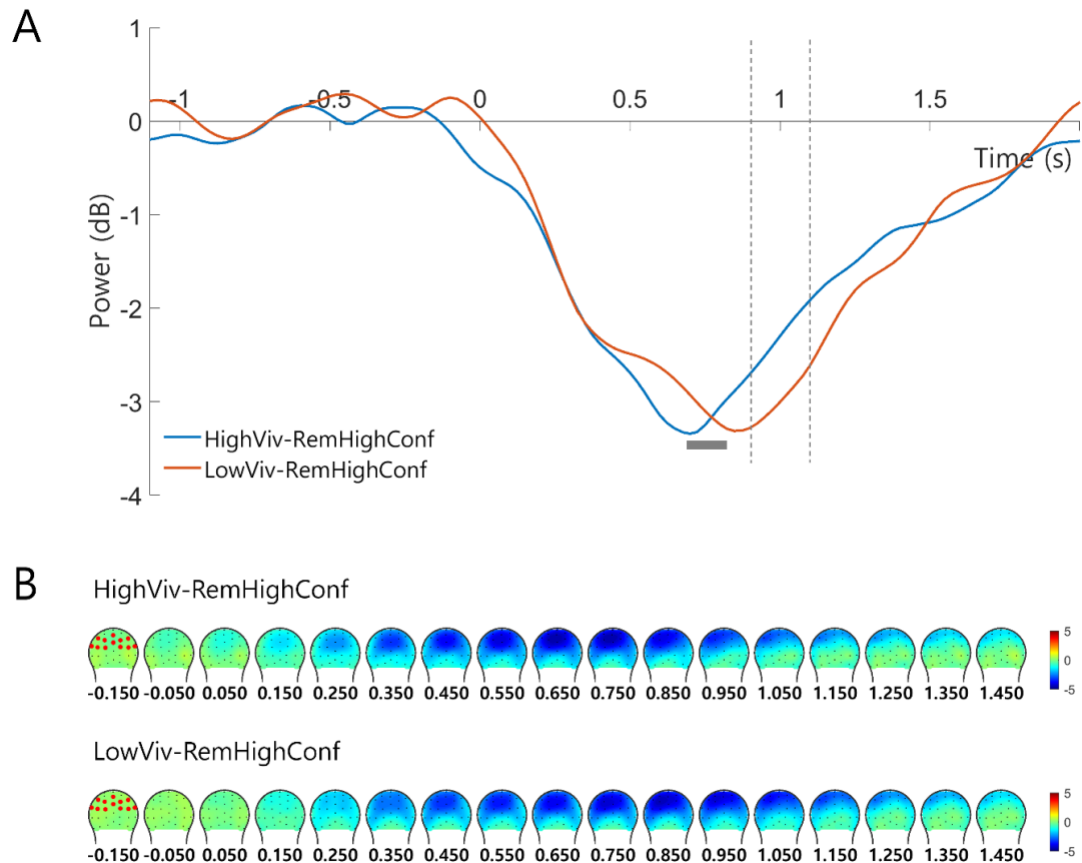 A
1
-1 -0.5 0 0.5 1 1.5
0
Time (s)
-1
Power (dB)
-2
-3
HighViv-RemHighConf
LowViv-RemHighConf
-4
B
HighViv-RemHighConf
5
0
-5
-0.150 -0.050 0.050 0.150 0.250 0.350 0.450 0.550 0.650 0.750 0.850 0.950 1.050 1.150 1.250 1.350 1.450
LowViv-RemHighConf
5
0
-5
-0.150 -0.050 0.050 0.150 0.250 0.350 0.450 0.550 0.650 0.750 0.850 0.950 1.050 1.150 1.250 1.350 1.450